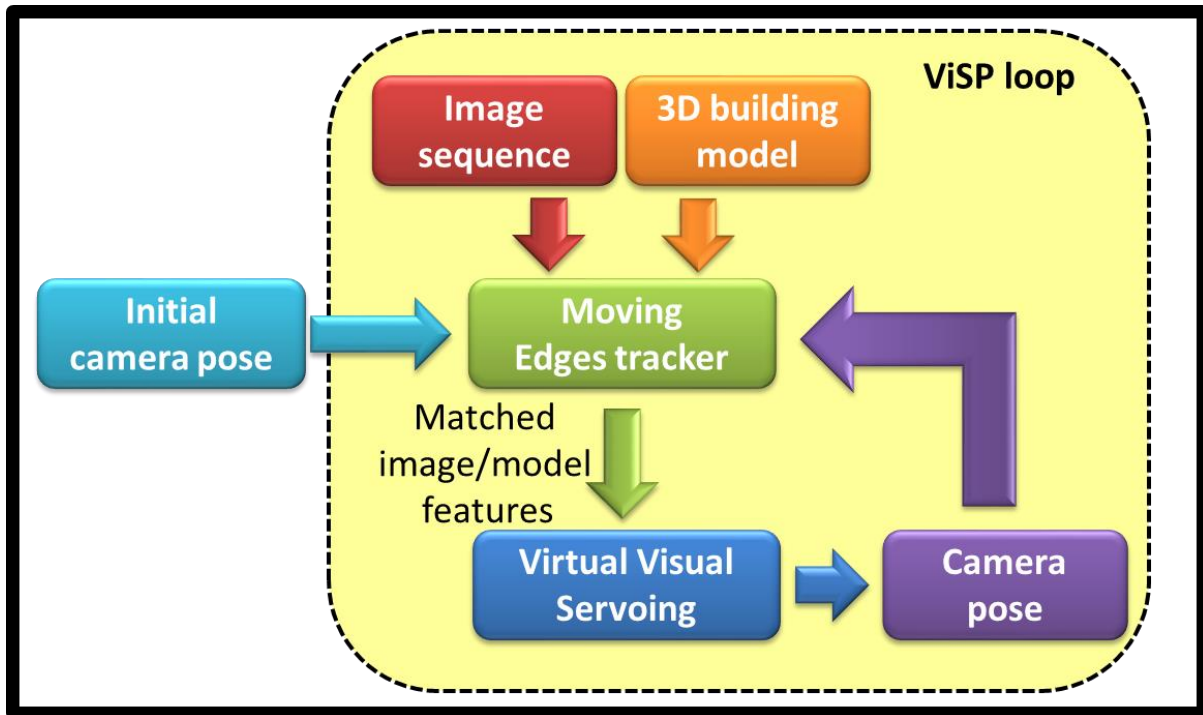 ViSP loop
Image
sequence
3D building
model
Initial
camera pose
Moving
Edges tracker
Matched
image/model
features
Virtual Visual
Servoing
Camera
pose